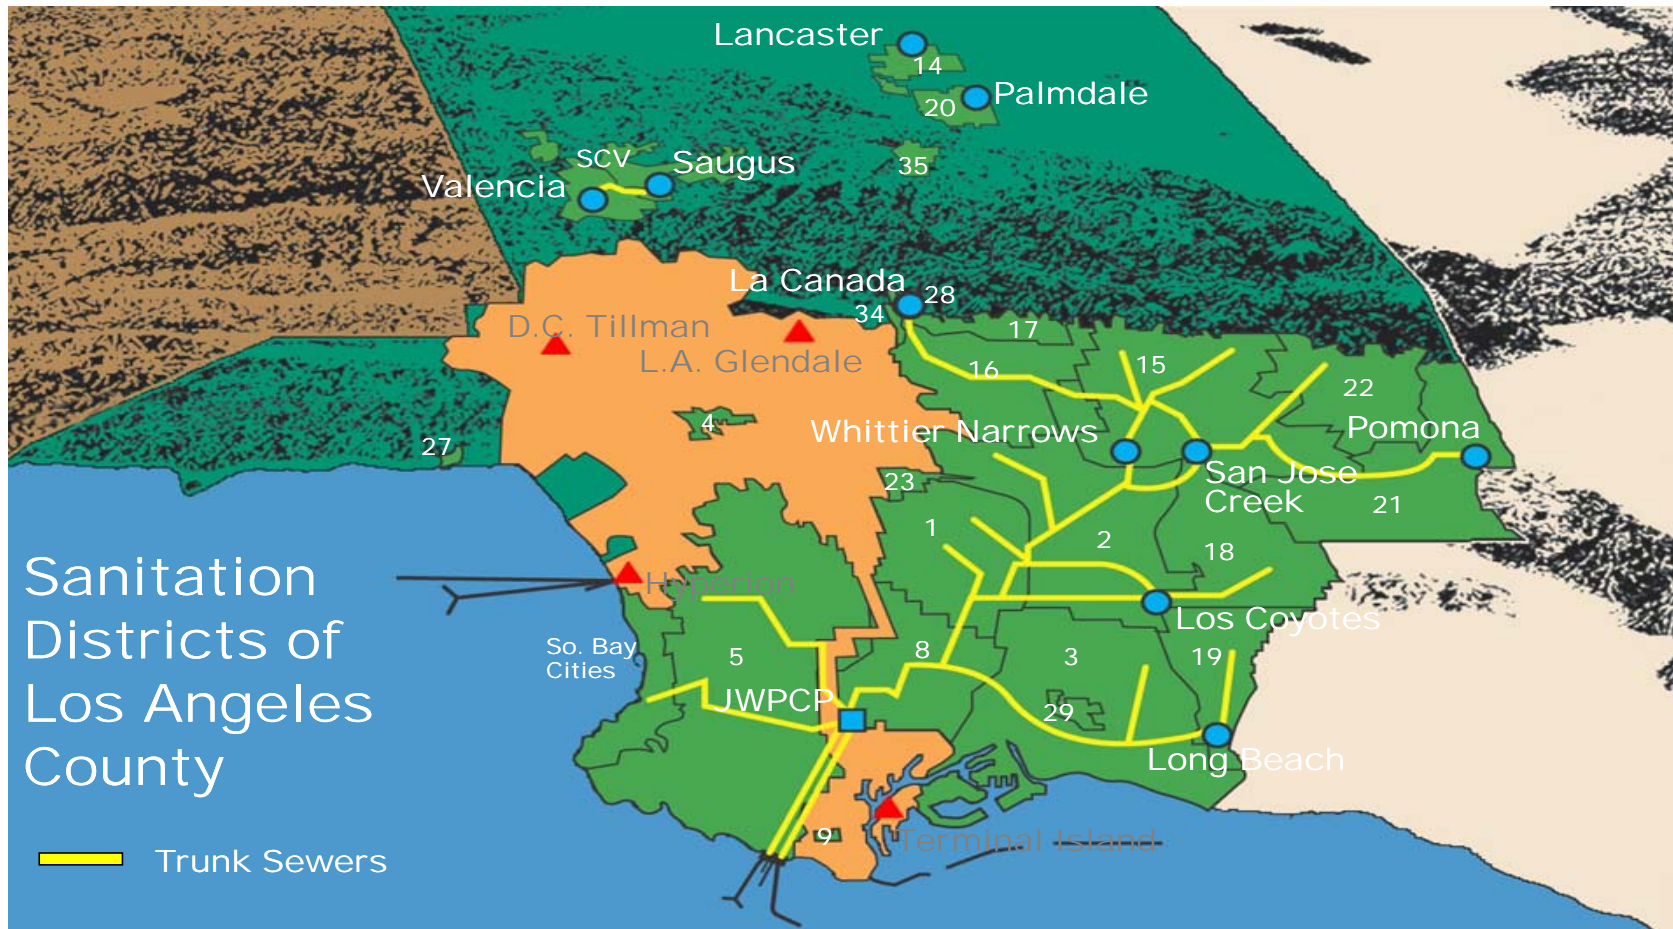 Lancaster
14
Palmdale
20
SCV
Saugus
35
Valencia
La Canada
28
34
D.C. Tillman
17
L.A. Glendale
16
15
22
4
Whittier Narrows
Pomona
27
San Jose
Creek
23
21
1
2
18
Sanitation
Districts of
Los Angeles
County
Hyperion
Los Coyotes
So. Bay
Cities
5
8
3
19
JWPCP
29
Long Beach
9
Terminal Island
Trunk Sewers